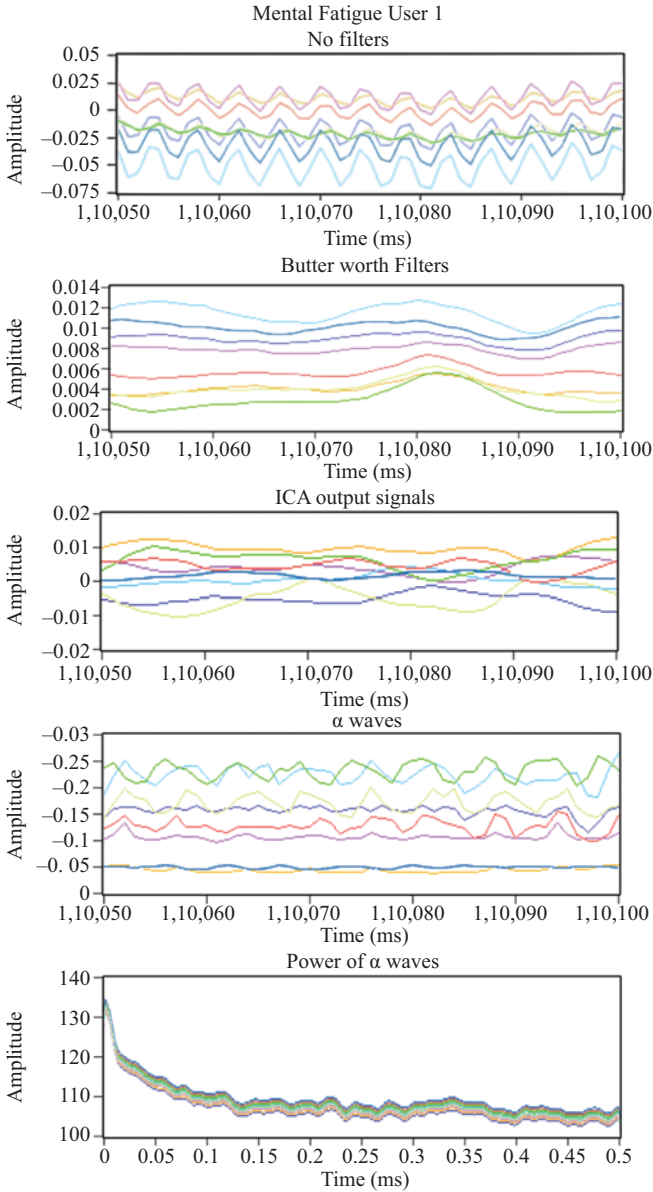 Mental Fatigue User 1
No filters
0.05
0.025
0
−0.025
−0.05
−0.075
Amplitude
1,10,050 1,10,060 1,10,070 1,10,080 1,10,090 1,10,100
Time (ms)
Butter worth Filters
0.014
0.012
0.01
0.008
0.006
0.004
0.002
0
Amplitude
1,10,050 1,10,060 1,10,070 1,10,080 1,10,090 1,10,100
Time (ms)
ICA output signals
0.02
0.01
0
−0.01
−0.02
Amplitude
1,10,050 1,10,060 1,10,070 1,10,080 1,10,090 1,10,100
Time (ms)
α waves
−0.03
−0.25
−0.2
−0.15
−0.1
−0. 05
0
Amplitude
1,10,050 1,10,060 1,10,070 1,10,080 1,10,090 1,10,100
Time (ms)
Power of α waves
140
130
120
110
100
Amplitude
0 0.05 0.1 0.15 0.2 0.25 0.3 0.35 0.4 0.45 0.5
Time (ms)